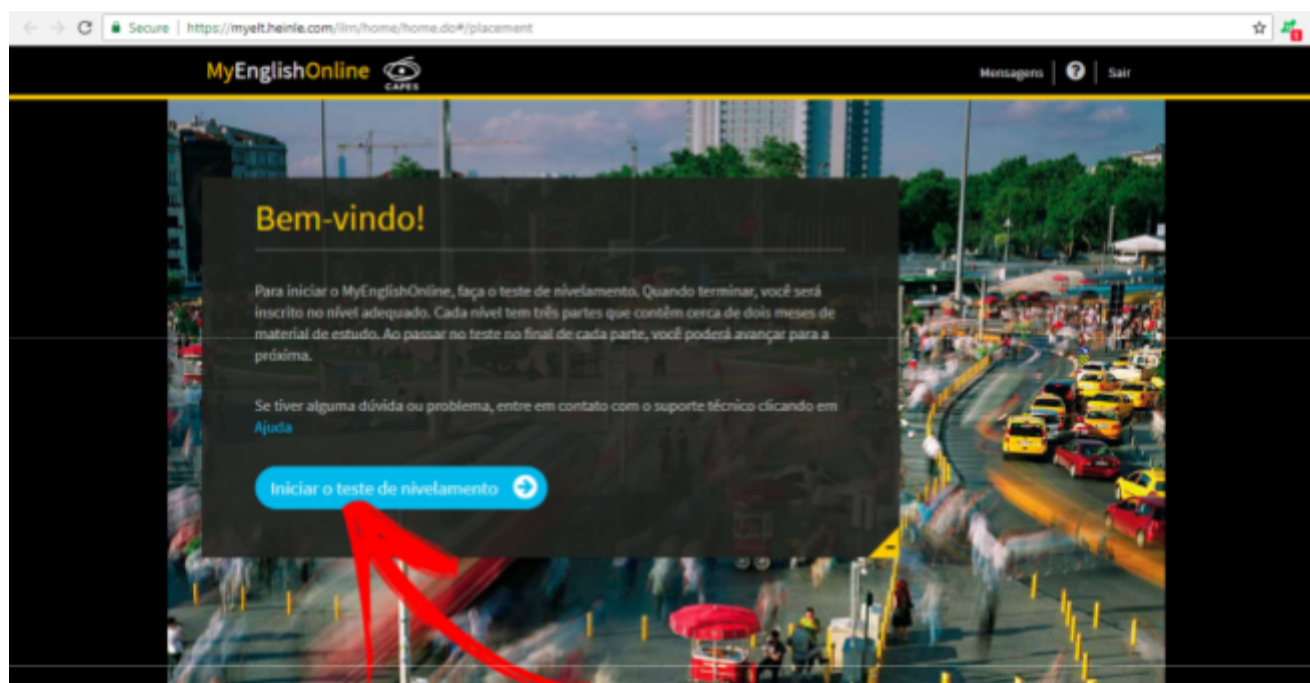 Secure | https://myelt.heinle.com/ilrn/home/home.do#/placement
1
MyEnglishOnline CAPES
Mensagens | ? | Sair
Bem-vindo!
Para iniciar o MyEnglishOnline, faça o teste de nivelamento. Quando terminar, você será
inscrito no nível adequado. Cada nível tem três partes que contêm cerca de dois meses de
material de estudo. Ao passar no teste no final de cada parte, você poderá avançar para a
próxima.
Se tiver alguma dúvida ou problema, entre em contato com o suporte técnico clicando em
Ajuda
Iniciar o teste de nivelamento